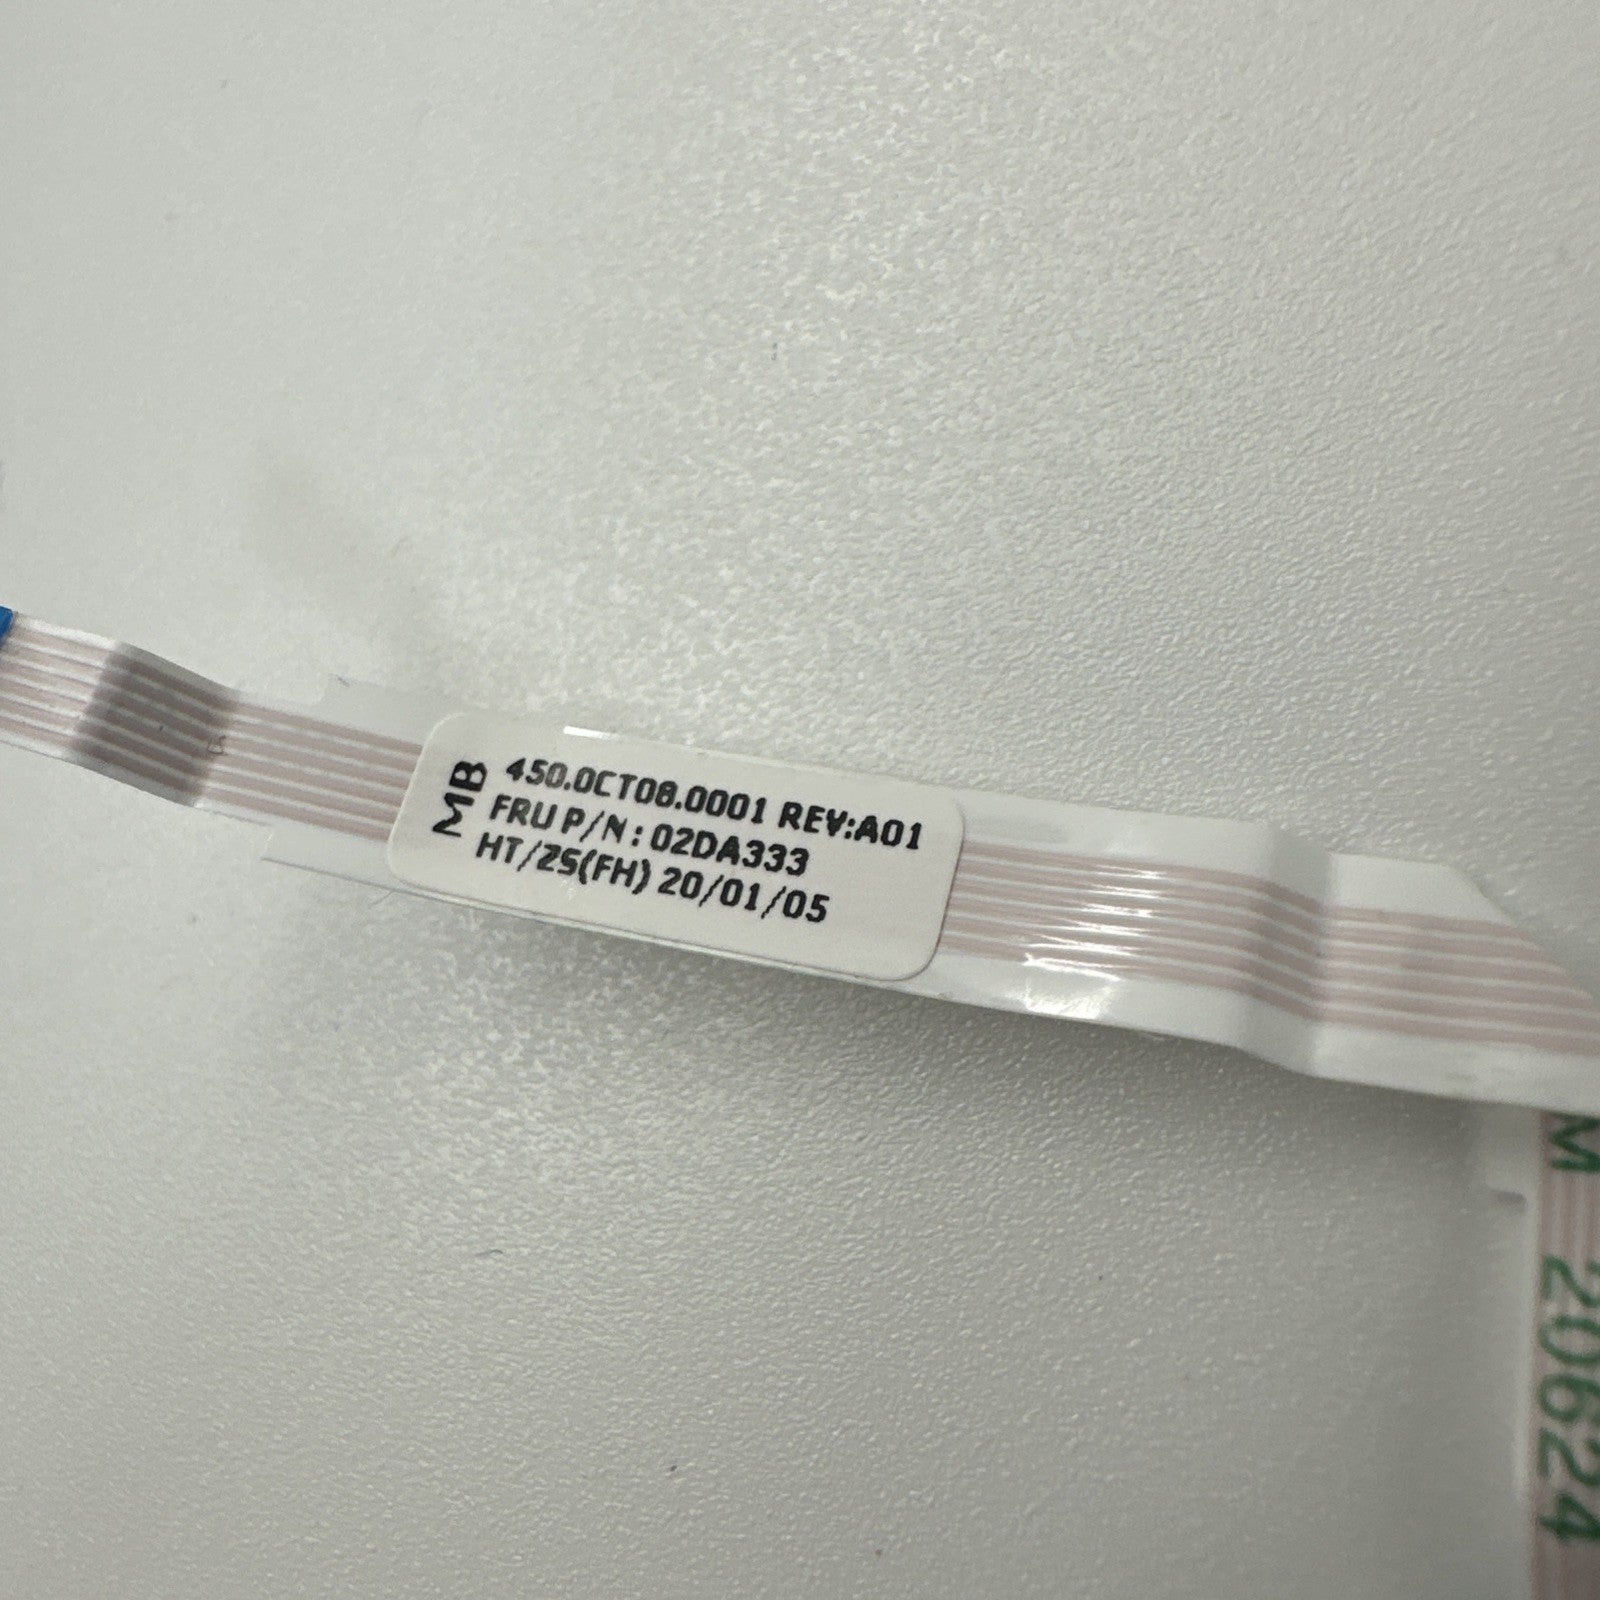 MB
450.0CT08.0001 REV:A01
FRU P/N: 02DA333
HT/ZS(FH) 20/01/05
M 20624